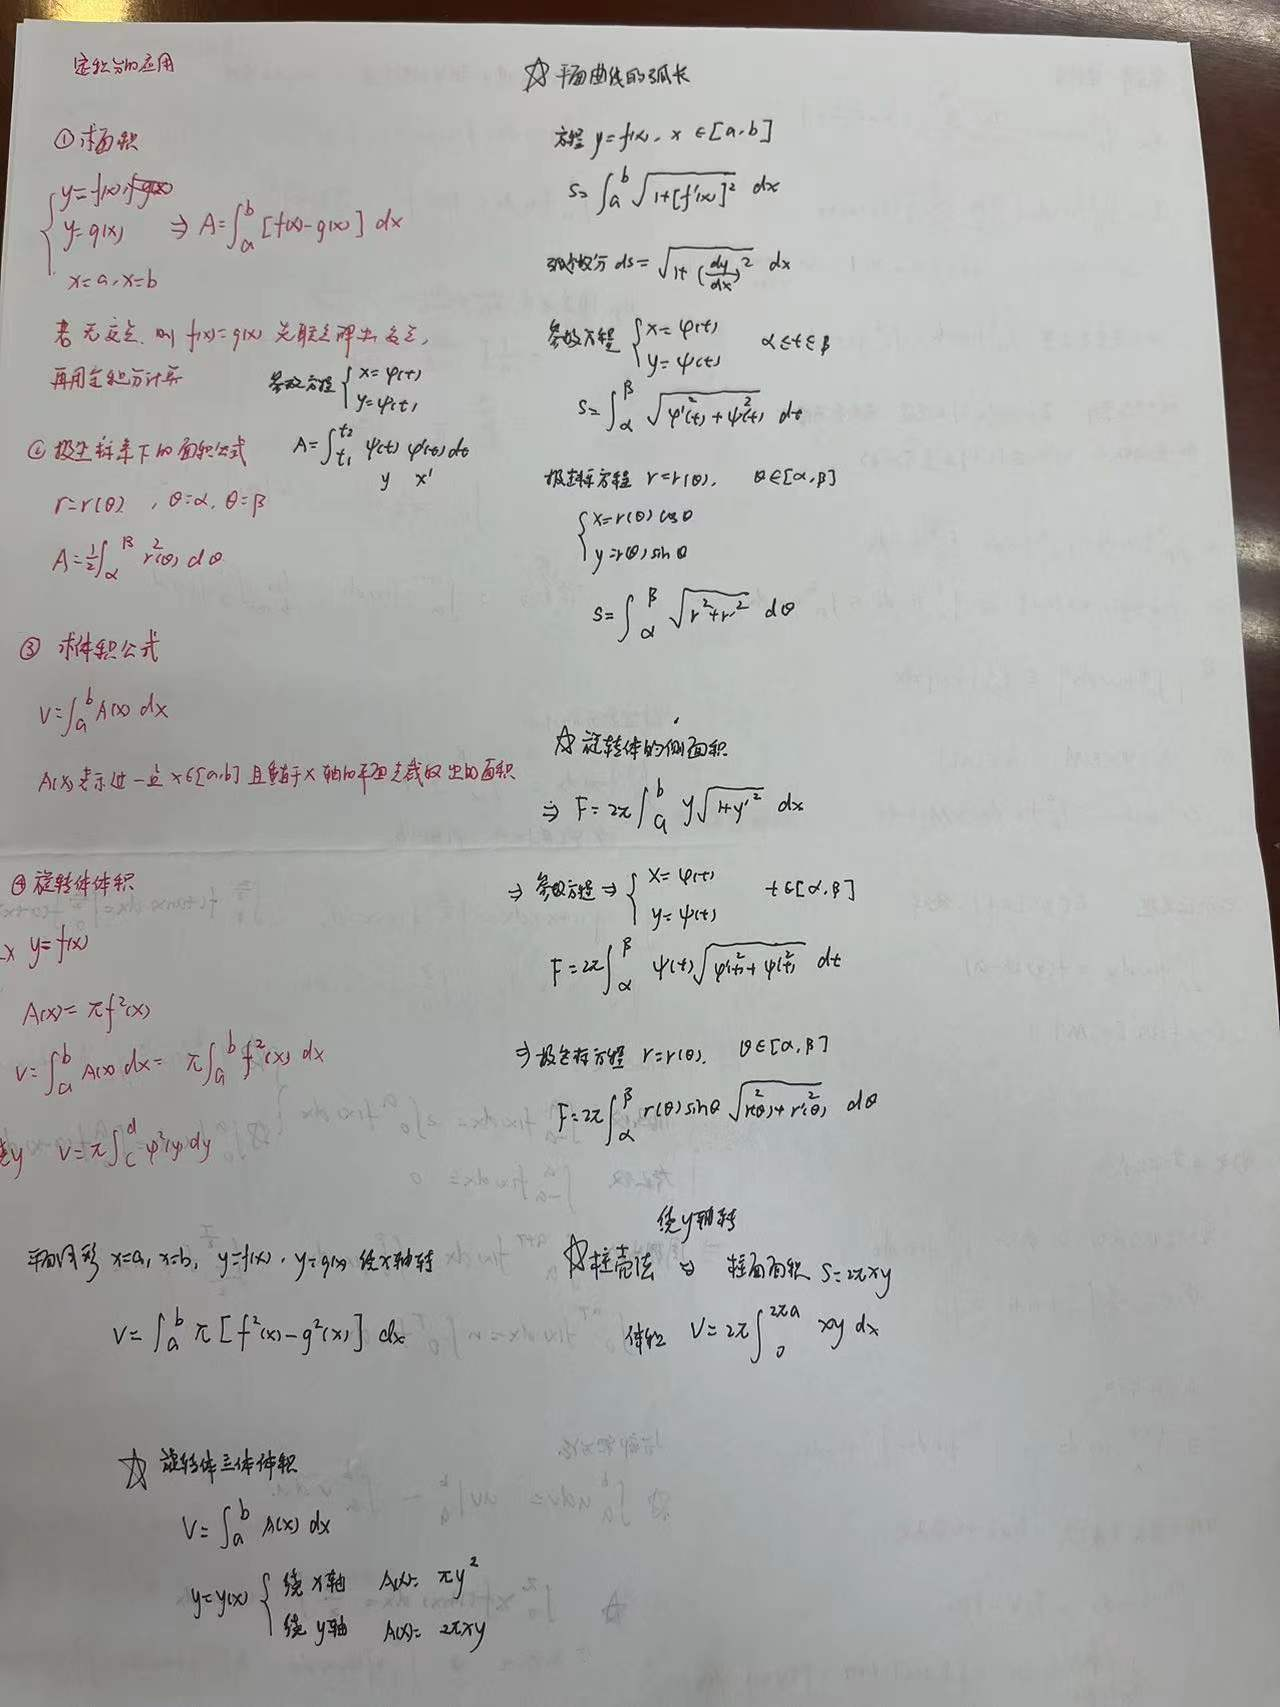 定积分的应用
①求面积
y=f(x)
y=g(x) ⇒ A=∫_a^b [f(x)-g(x)] dx
x=a,x=b
若无交点,则 f(x)=g(x) 先联立解出交点,
再用定积分计算
参数方程 { x=φ(t)
y=ψ(t)
A=∫_{t1}^{t2} ψ(t) φ'(t) dt
y x'
② 极坐标系下的面积公式
r=r(θ), θ=α, θ=β
A=1/2∫_α^β r²(θ) dθ
③ 求体积公式
V=∫_a^b A(x) dx
A(x)表示过一点 x∈[a,b] 且垂直于x轴的平面去截取出的面积
④ 旋转体体积
x y=f(x)
A(x)=πf²(x)
V=∫_a^b A(x) dx= π∫_a^b f²(x) dx
绕y V=π∫_c^d φ²(y) dy
平面图形 x=a, x=b, y=f(x), y=g(x) 绕x轴转
V=∫_a^b π[f²(x)-g²(x)] dx
☆ 旋转体立体体积
V=∫_a^b A(x) dx
y=y(x) { 绕x轴 A(x)= πy²
绕y轴 A(x)= 2πxy
☆平面曲线的弧长
方程 y=f(x), x∈[a,b]
S=∫_a^b √(1+[f'(x)]²) dx
弧微分 ds=√(1+(dy/dx)²) dx
参数方程 { x=φ(t)
y=ψ(t) α≤t≤β
S=∫_α^β √(φ'²(t)+ψ'²(t)) dt
极坐标方程 r=r(θ), θ∈[α,β]
{ x=r(θ)cosθ
y=r(θ)sinθ
S=∫_α^β √(r²+r'²) dθ
☆ 旋转体的侧面积
⇒ F=2π∫_a^b y√(1+y'²) dx
⇒ 参数方程 ⇒ { x=φ(t)
y=ψ(t) t∈[α,β]
F=2π∫_α^β ψ(t)√(φ'²(t)+ψ'²(t)) dt
⇒极坐标方程 r=r(θ), θ∈[α,β]
F=2π∫_α^β r(θ)sinθ √(r²(θ)+r'²(θ)) dθ
绕y轴转
☆柱壳法 ⇒ 柱面面积 S=2πxy
体积 V=2π∫_0^{2πa} xy dx